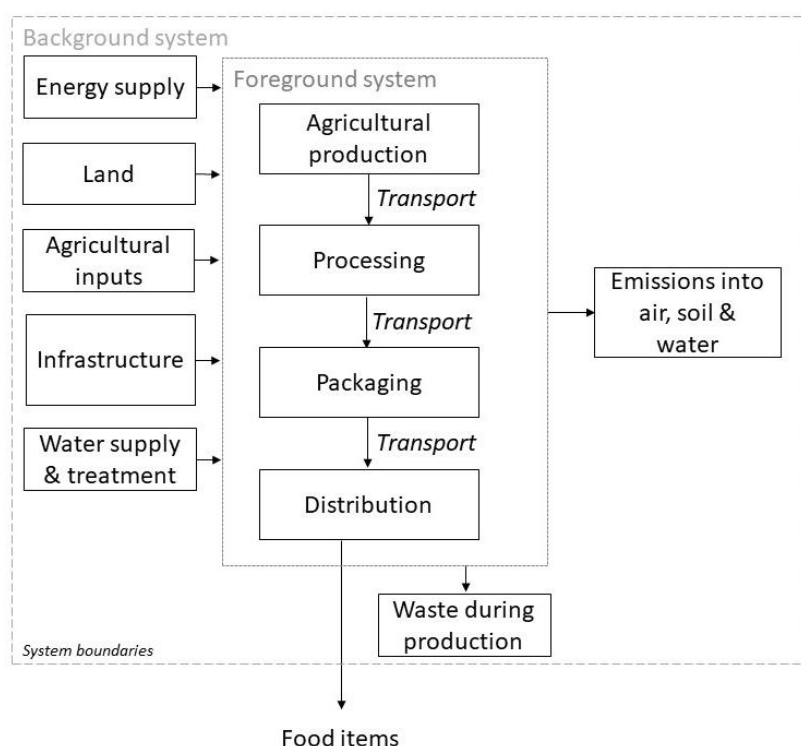 Background system
Energy supply
Foreground system
Agricultural
production
Land
Transport
Agricultural
inputs
Processing
Emissions into
air, soil &
water
Transport
Infrastructure
Packaging
Water supply
& treatment
Transport
Distribution
Waste during
production
System boundaries
Food items